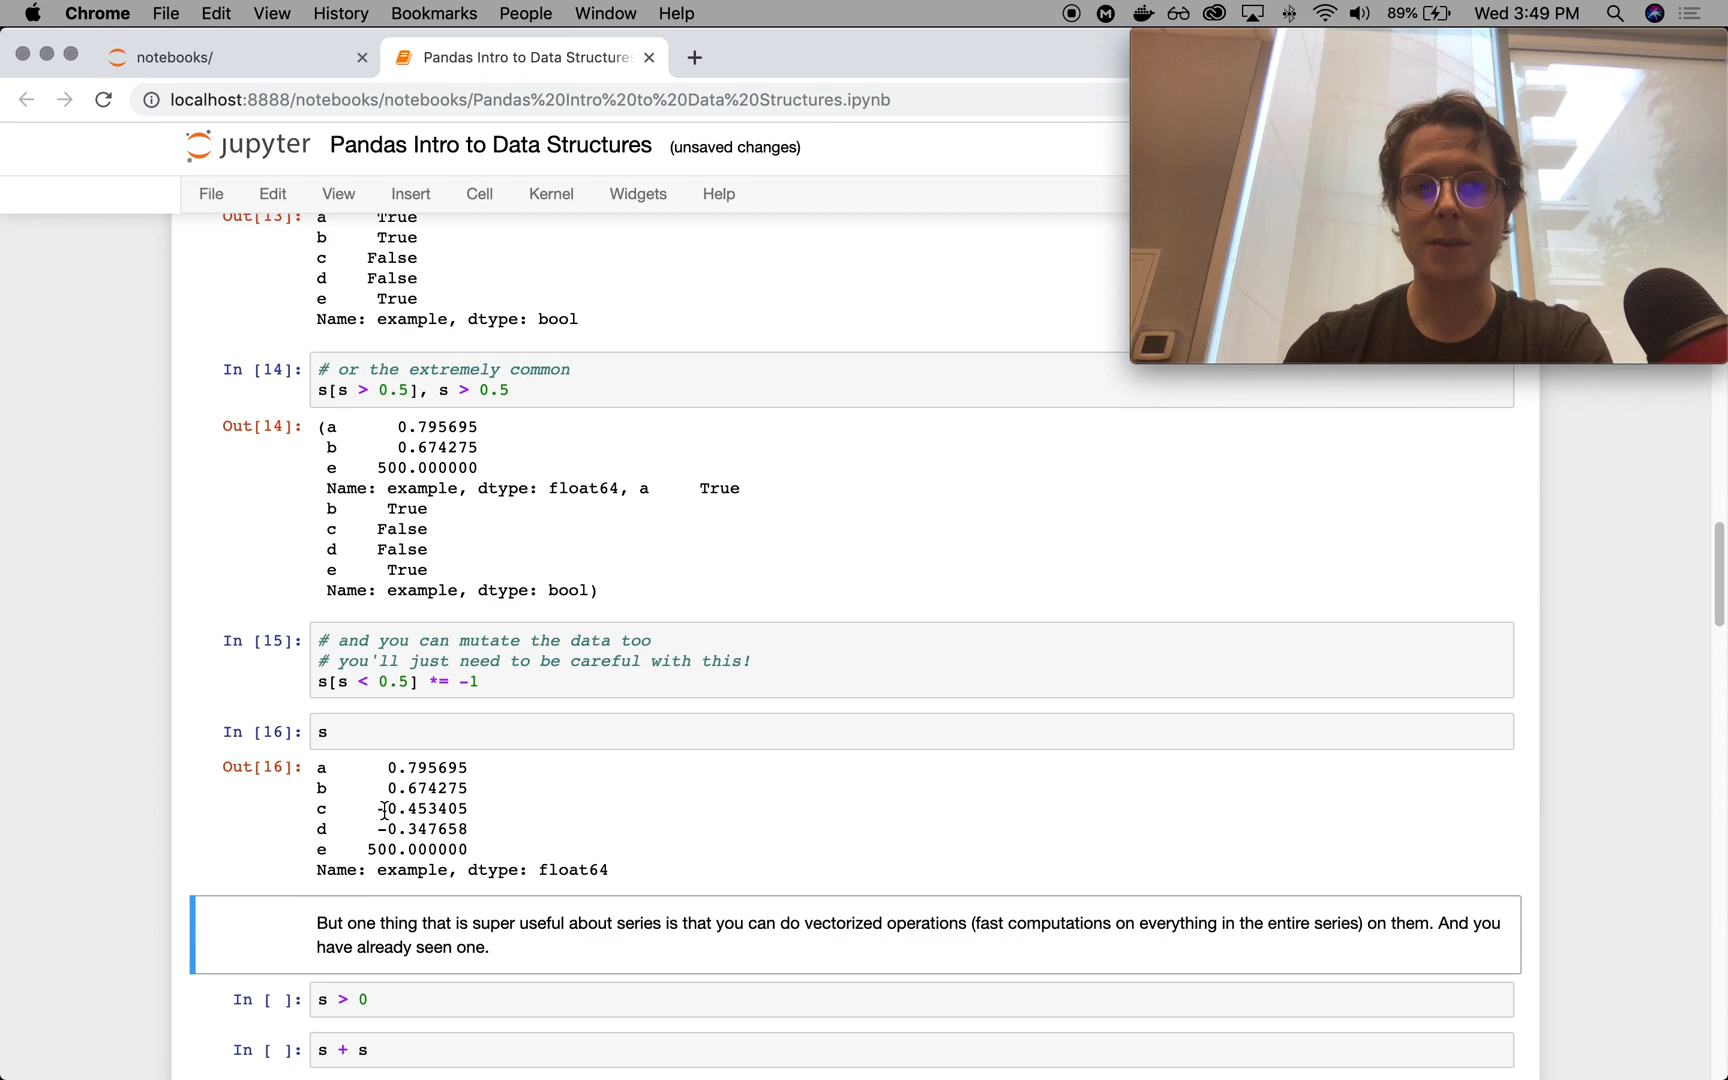 Chrome File Edit View History Bookmarks People Window Help 89% Wed 3:49 PM
notebooks/ Pandas Intro to Data Structures
localhost:8888/notebooks/notebooks/Pandas%20Intro%20to%20Data%20Structures.ipynb
jupyter Pandas Intro to Data Structures (unsaved changes)
File Edit View Insert Cell Kernel Widgets Help
Out[13]: a True
b True
c False
d False
e True
Name: example, dtype: bool
In [14]: # or the extremely common
s[s > 0.5], s > 0.5
Out[14]: (a 0.795695
b 0.674275
e 500.000000
Name: example, dtype: float64, a True
b True
c False
d False
e True
Name: example, dtype: bool)
In [15]: # and you can mutate the data too
# you'll just need to be careful with this!
s[s < 0.5] *= -1
In [16]: s
Out[16]: a 0.795695
b 0.674275
c -0.453405
d -0.347658
e 500.000000
Name: example, dtype: float64
But one thing that is super useful about series is that you can do vectorized operations (fast computations on everything in the entire series) on them. And you
have already seen one.
In [ ]: s > 0
In [ ]: s + s